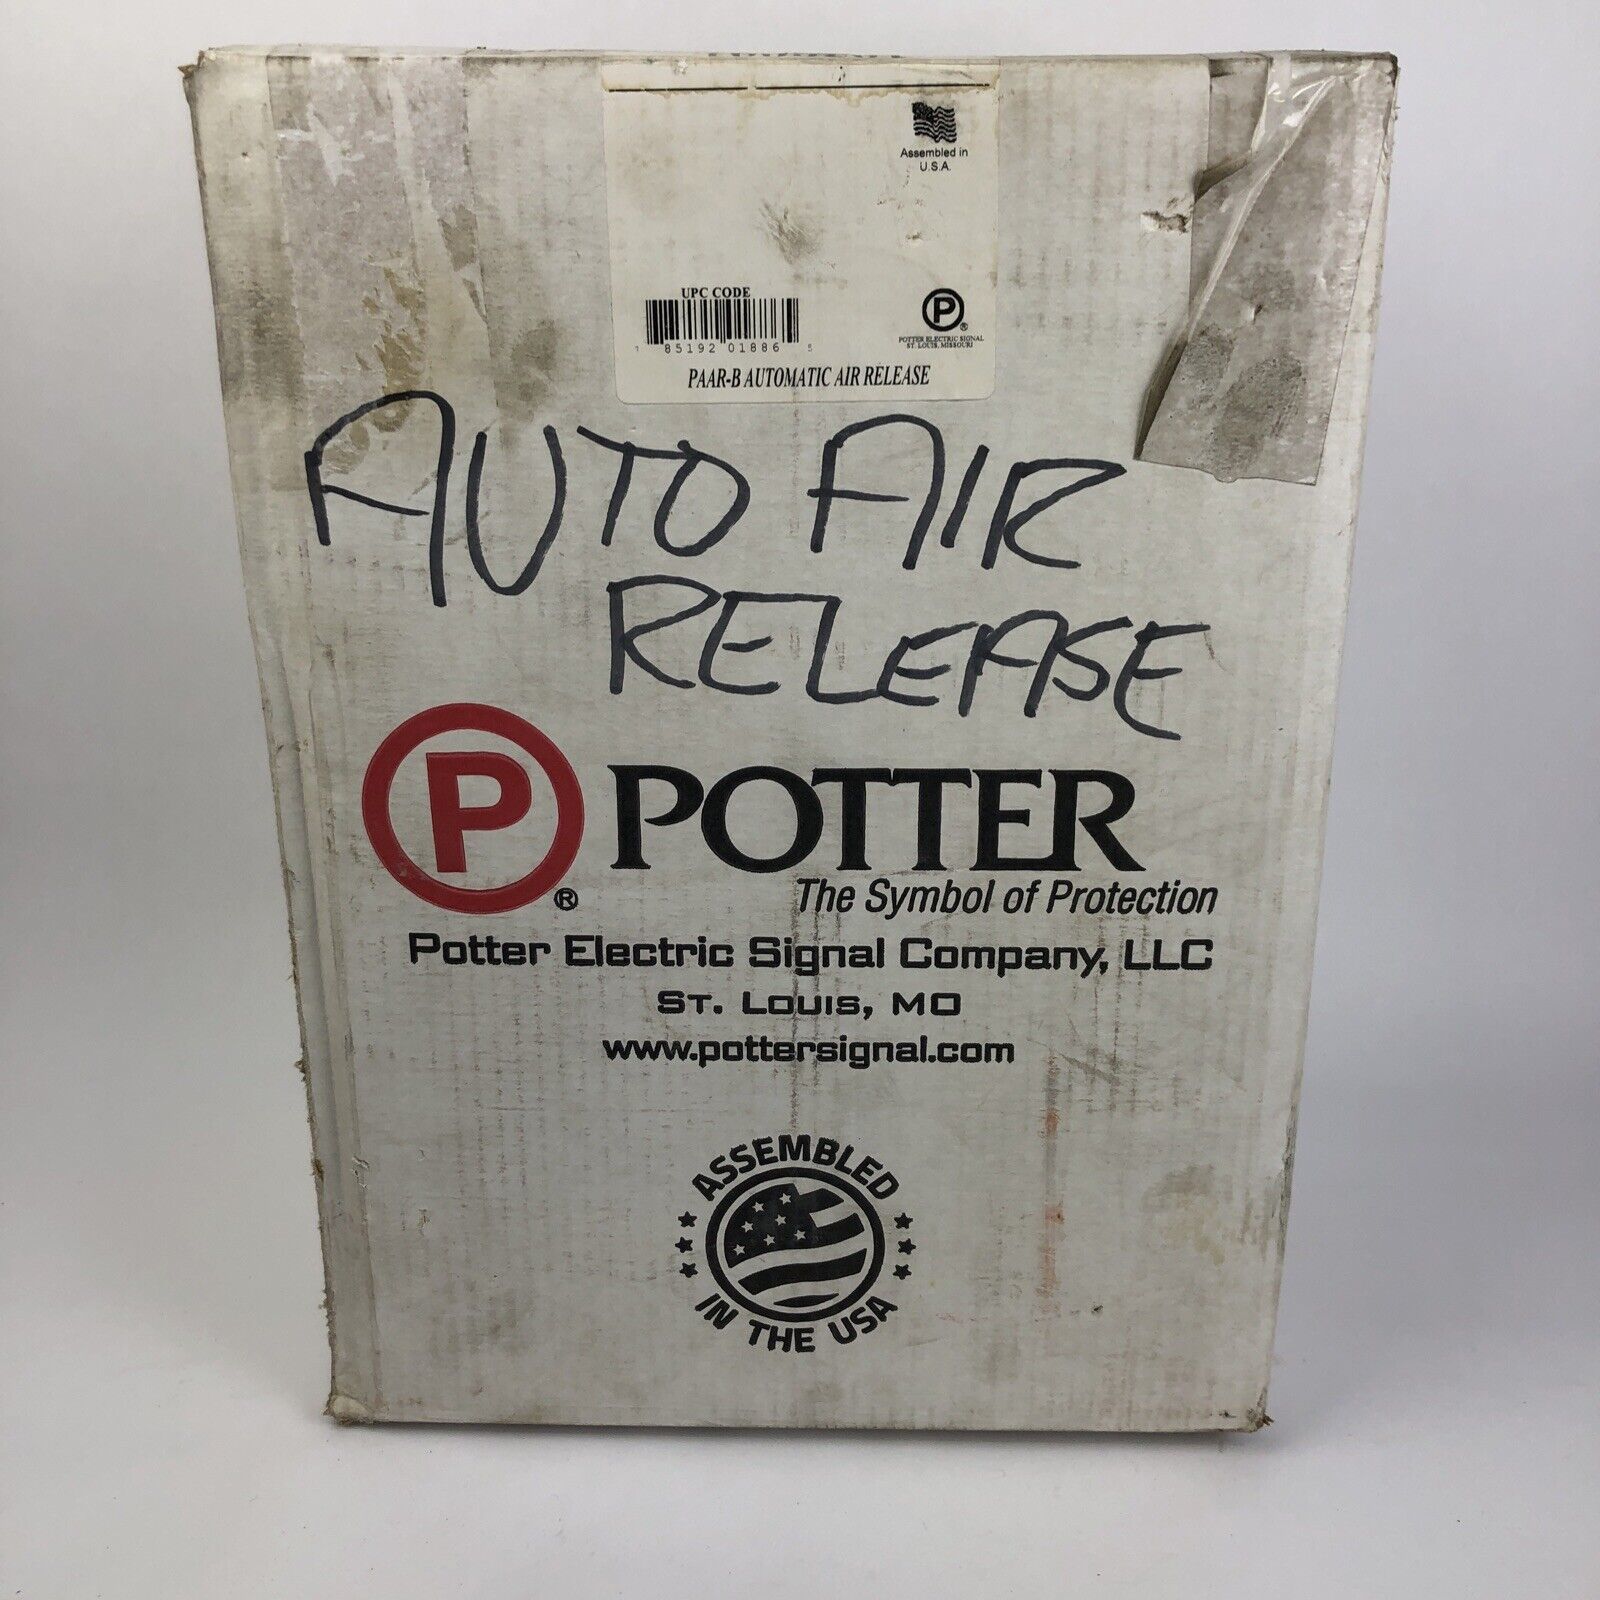 Assembled in
U.S.A.
UPC CODE
7 85192 01886 5
P ®
POTTER ELECTRIC SIGNAL
ST. LOUIS, MISSOURI
PAAR-B AUTOMATIC AIR RELEASE
AUTO AIR
RELEASE
P ® POTTER
The Symbol of Protection
Potter Electric Signal Company, LLC
St. Louis, MO
www.pottersignal.com
ASSEMBLED
IN THE USA